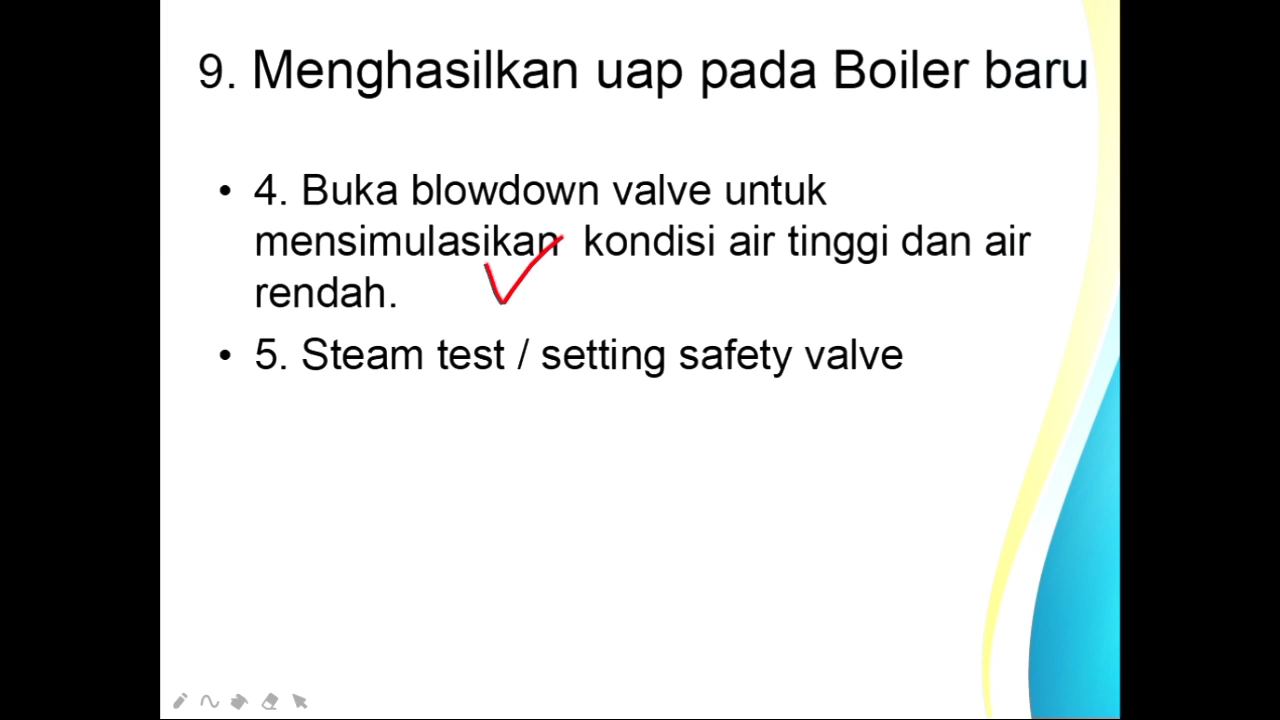 9. Menghasilkan uap pada Boiler baru
• 4. Buka blowdown valve untuk
mensimulasikan kondisi air tinggi dan air
rendah.
• 5. Steam test / setting safety valve